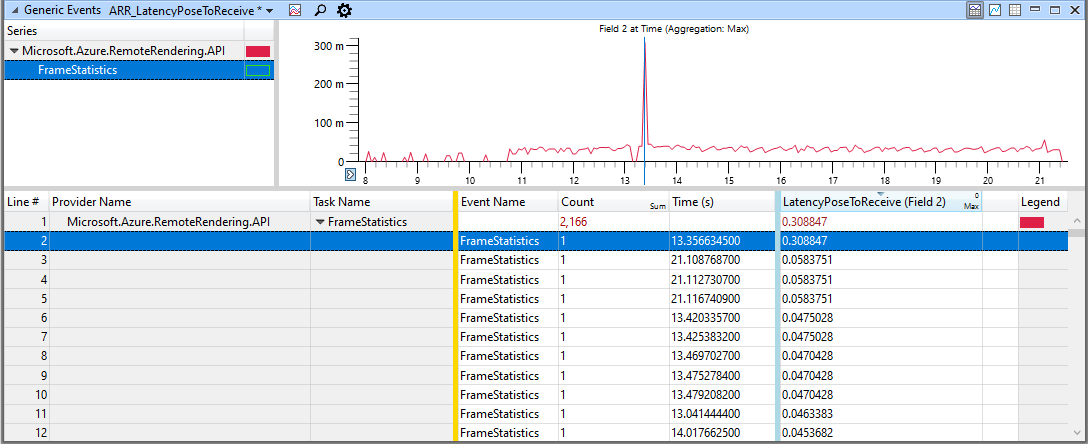 Generic Events ARR_LatencyPoseToReceive *
Series
Microsoft.Azure.RemoteRendering.API
FrameStatistics
Field 2 at Time (Aggregation: Max)
300 m
200 m
100 m
0
8 9 10 11 12 13 14 15 16 17 18 19 20 21
Line # Provider Name Task Name Event Name Count Sum Time (s) LatencyPoseToReceive (Field 2) 0 Max Legend
1 Microsoft.Azure.RemoteRendering.API FrameStatistics 2,166 0.308847
2 FrameStatistics 1 13.356634500 0.308847
3 FrameStatistics 1 21.108768700 0.0583751
4 FrameStatistics 1 21.112730700 0.0583751
5 FrameStatistics 1 21.116740900 0.0583751
6 FrameStatistics 1 13.420335700 0.0475028
7 FrameStatistics 1 13.425383200 0.0475028
8 FrameStatistics 1 13.469702700 0.0470428
9 FrameStatistics 1 13.475278400 0.0470428
10 FrameStatistics 1 13.479208200 0.0470428
11 FrameStatistics 1 13.041444400 0.0463383
12 FrameStatistics 1 14.017662500 0.0453682